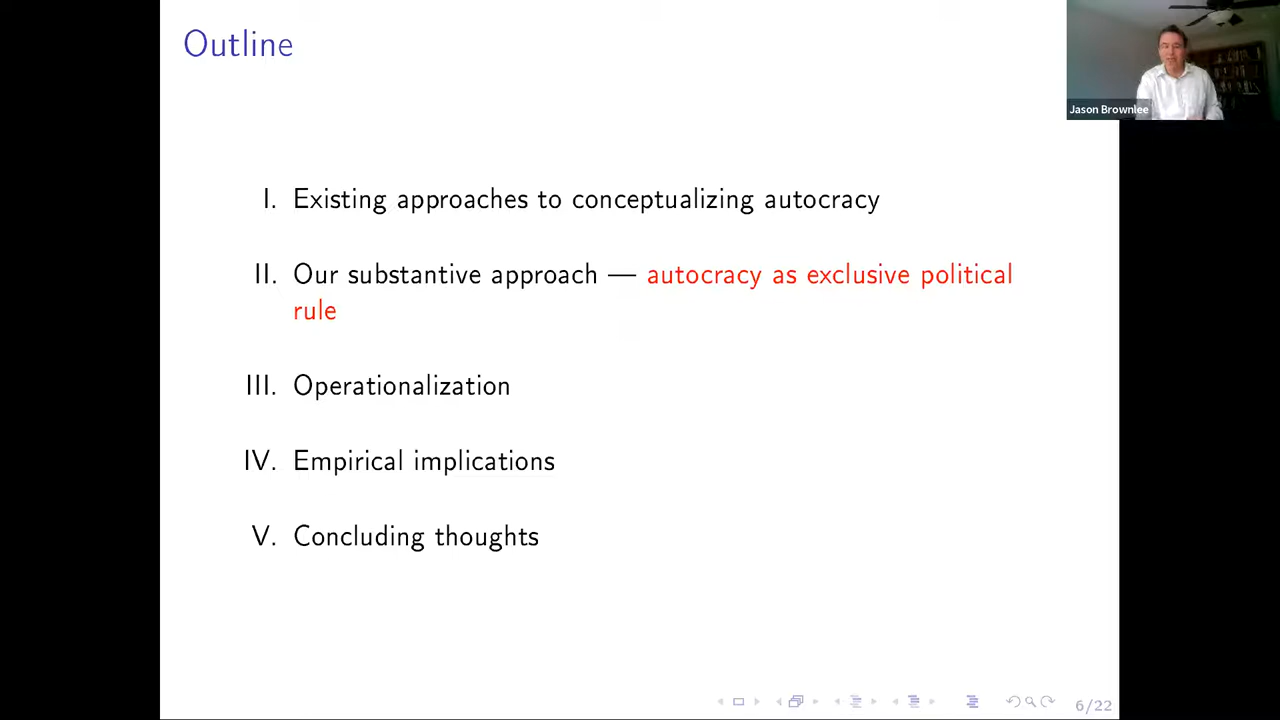 Outline
Jason Brownlee
I. Existing approaches to conceptualizing autocracy
II. Our substantive approach — autocracy as exclusive political
rule
III. Operationalization
IV. Empirical implications
V. Concluding thoughts
6/22